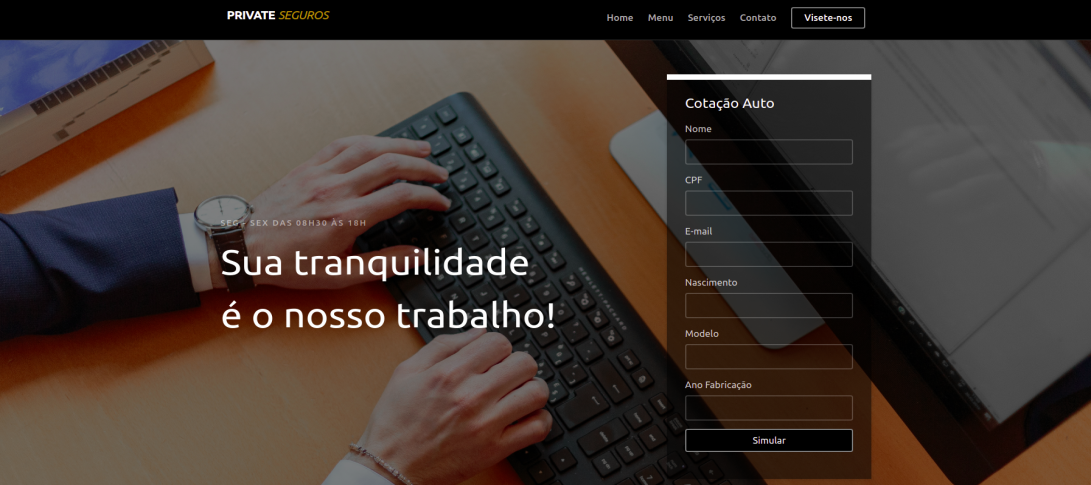 PRIVATE SEGUROS
Home Menu Serviços Contato Visete-nos
SEG - SEX DAS 08H30 ÀS 18H
Sua tranquilidade
é o nosso trabalho!
Cotação Auto
Nome
CPF
E-mail
Nascimento
Modelo
Ano Fabricação
Simular